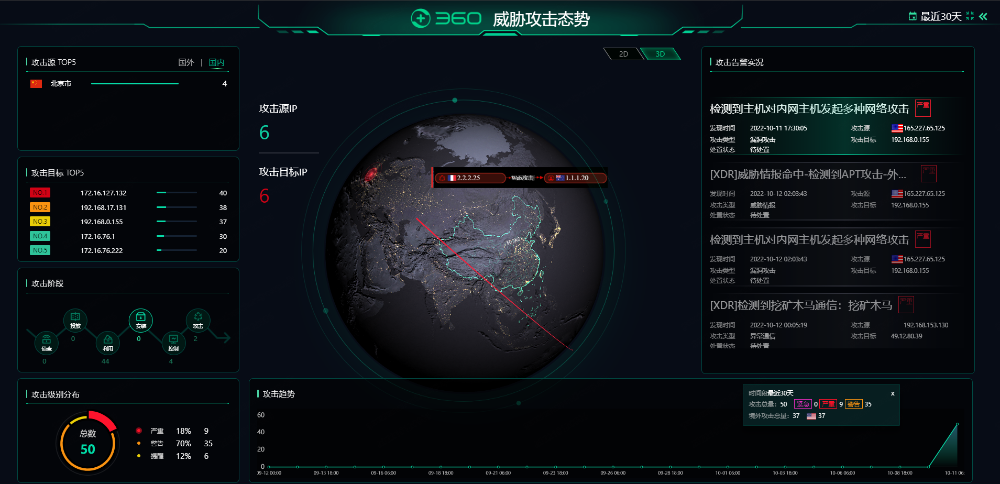 360 威胁攻击态势
最近30天
攻击源 TOP5 国外 | 国内
北京市 4
攻击目标 TOP5
NO.1 172.16.127.132 40
NO.2 192.168.17.131 38
NO.3 192.168.0.155 37
NO.4 172.16.76.1 30
NO.5 172.16.76.222 20
攻击阶段
投放 安装 攻击
0 0 2
侦查 利用 控制
0 44 4
攻击级别分布
总数
50
严重 18% 9
警告 70% 35
提醒 12% 6
2D 3D
攻击源IP
6
攻击目标IP
6
2.2.2.25 Web攻击 1.1.1.20
BEIJING
攻击告警实况
检测到主机对内网主机发起多种网络攻击 严重
发现时间 2022-10-11 17:30:05 攻击源 165.227.65.125
攻击类型 漏洞攻击 攻击目标 192.168.0.155
处置状态 待处置
[XDR]威胁情报命中-检测到APT攻击-外... 严重
发现时间 2022-10-12 02:03:43 攻击源 165.227.65.125
攻击类型 威胁情报 攻击目标 192.168.0.155
处置状态 待处置
检测到主机对内网主机发起多种网络攻击 严重
发现时间 2022-10-12 02:03:43 攻击源 165.227.65.125
攻击类型 漏洞攻击 攻击目标 192.168.0.155
处置状态 待处置
[XDR]检测到挖矿木马通信：挖矿木马 严重
发现时间 2022-10-12 00:05:19 攻击源 192.168.153.130
攻击类型 异常通信 攻击目标 49.12.80.39
处置状态 待处置
攻击趋势
时间段最近30天 x
攻击总量：50 紧急 0 严重 9 警告 35
境外攻击总量：37 37
60
40
20
0
09-12 00:00 09-13 18:00 09-16 06:00 09-18 18:00 09-21 06:00 09-23 18:00 09-26 06:00 09-28 18:00 10-01 06:00 10-03 18:00 10-06 06:00 10-08 18:00 10-11 06: